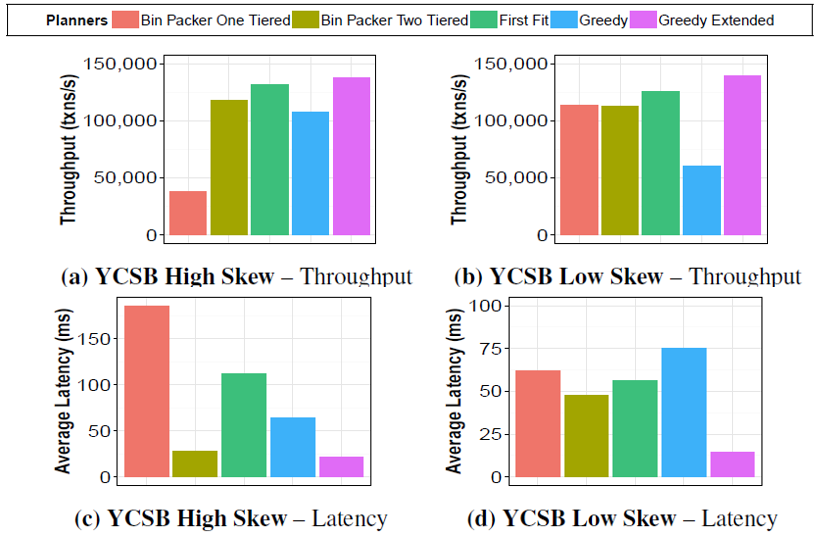 Planners Bin Packer One Tiered Bin Packer Two Tiered First Fit Greedy Greedy Extended
Throughput (txns/s)
150,000
100,000
50,000
0
(a) YCSB High Skew – Throughput
Throughput (txns/s)
150,000
100,000
50,000
0
(b) YCSB Low Skew – Throughput
Average Latency (ms)
150
100
50
0
(c) YCSB High Skew – Latency
Average Latency (ms)
100
75
50
25
0
(d) YCSB Low Skew – Latency